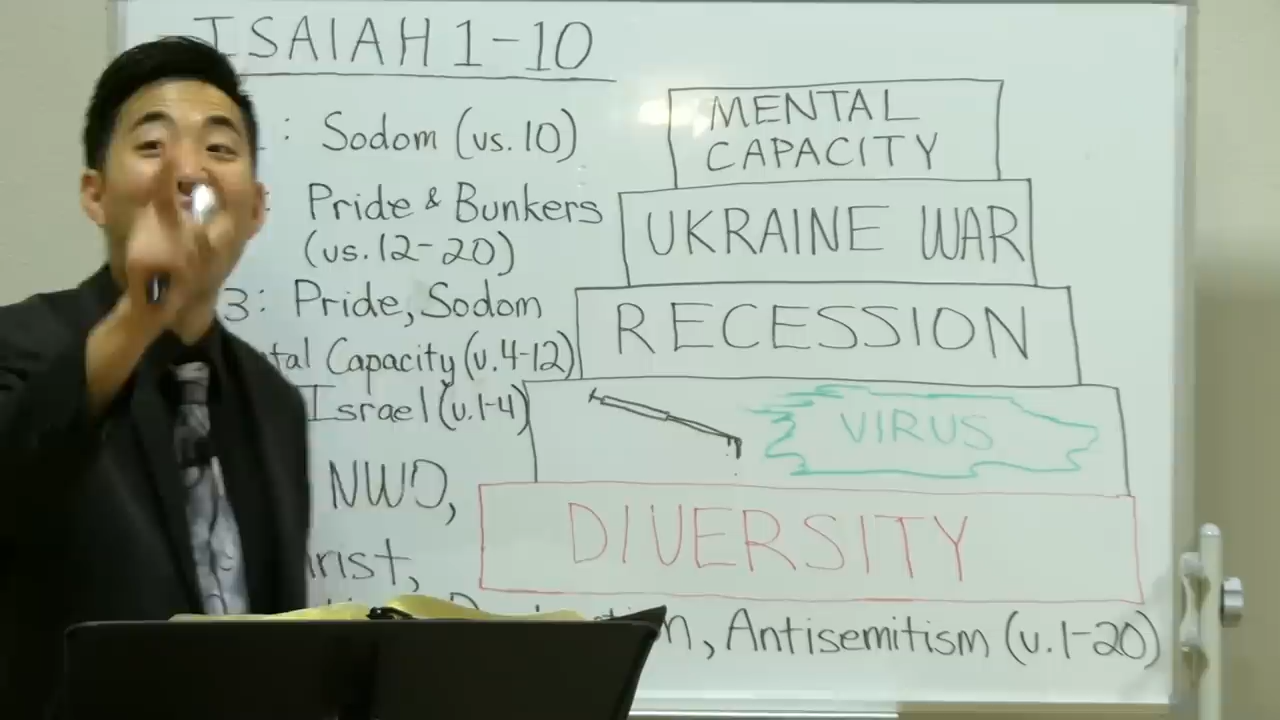 ISAIAH 1-10
: Sodom (vs. 10)
: Pride & Bunkers
(vs. 12-20)
3: Pride, Sodom
tal Capacity (v. 4-12)
Israel (v. 1-4)
NWO,
rist,
n, Antisemitism (v. 1-20)
MENTAL
CAPACITY
UKRAINE WAR
RECESSION
VIRUS
DIVERSITY